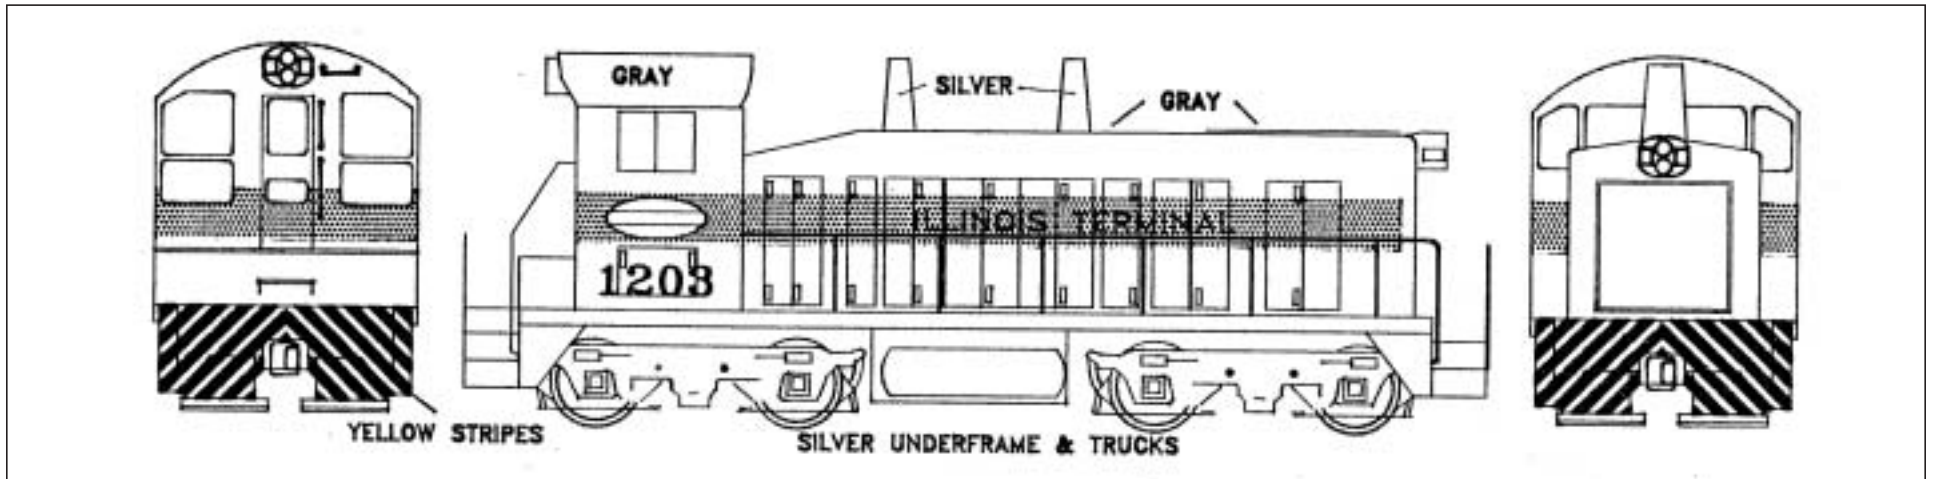 GRAY
SILVER
GRAY
ILLINOIS TERMINAL
1203
YELLOW STRIPES
SILVER UNDERFRAME & TRUCKS